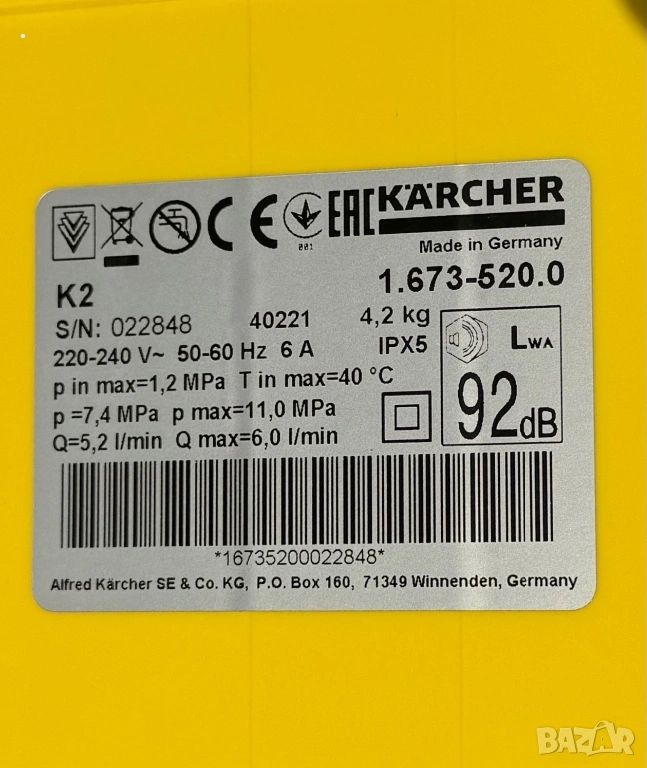 CE 001 EAC KÄRCHER
Made in Germany
K2 1.673-520.0
S/N: 022848 40221 4,2 kg
220-240 V~ 50-60 Hz 6 A IPX5
p in max=1,2 MPa T in max=40 °C
p =7,4 MPa p max=11,0 MPa
Q=5,2 l/min Q max=6,0 l/min
LWA
92dB
*16735200022848*
Alfred Kärcher SE & Co. KG, P.O. Box 160, 71349 Winnenden, Germany
BAZAR